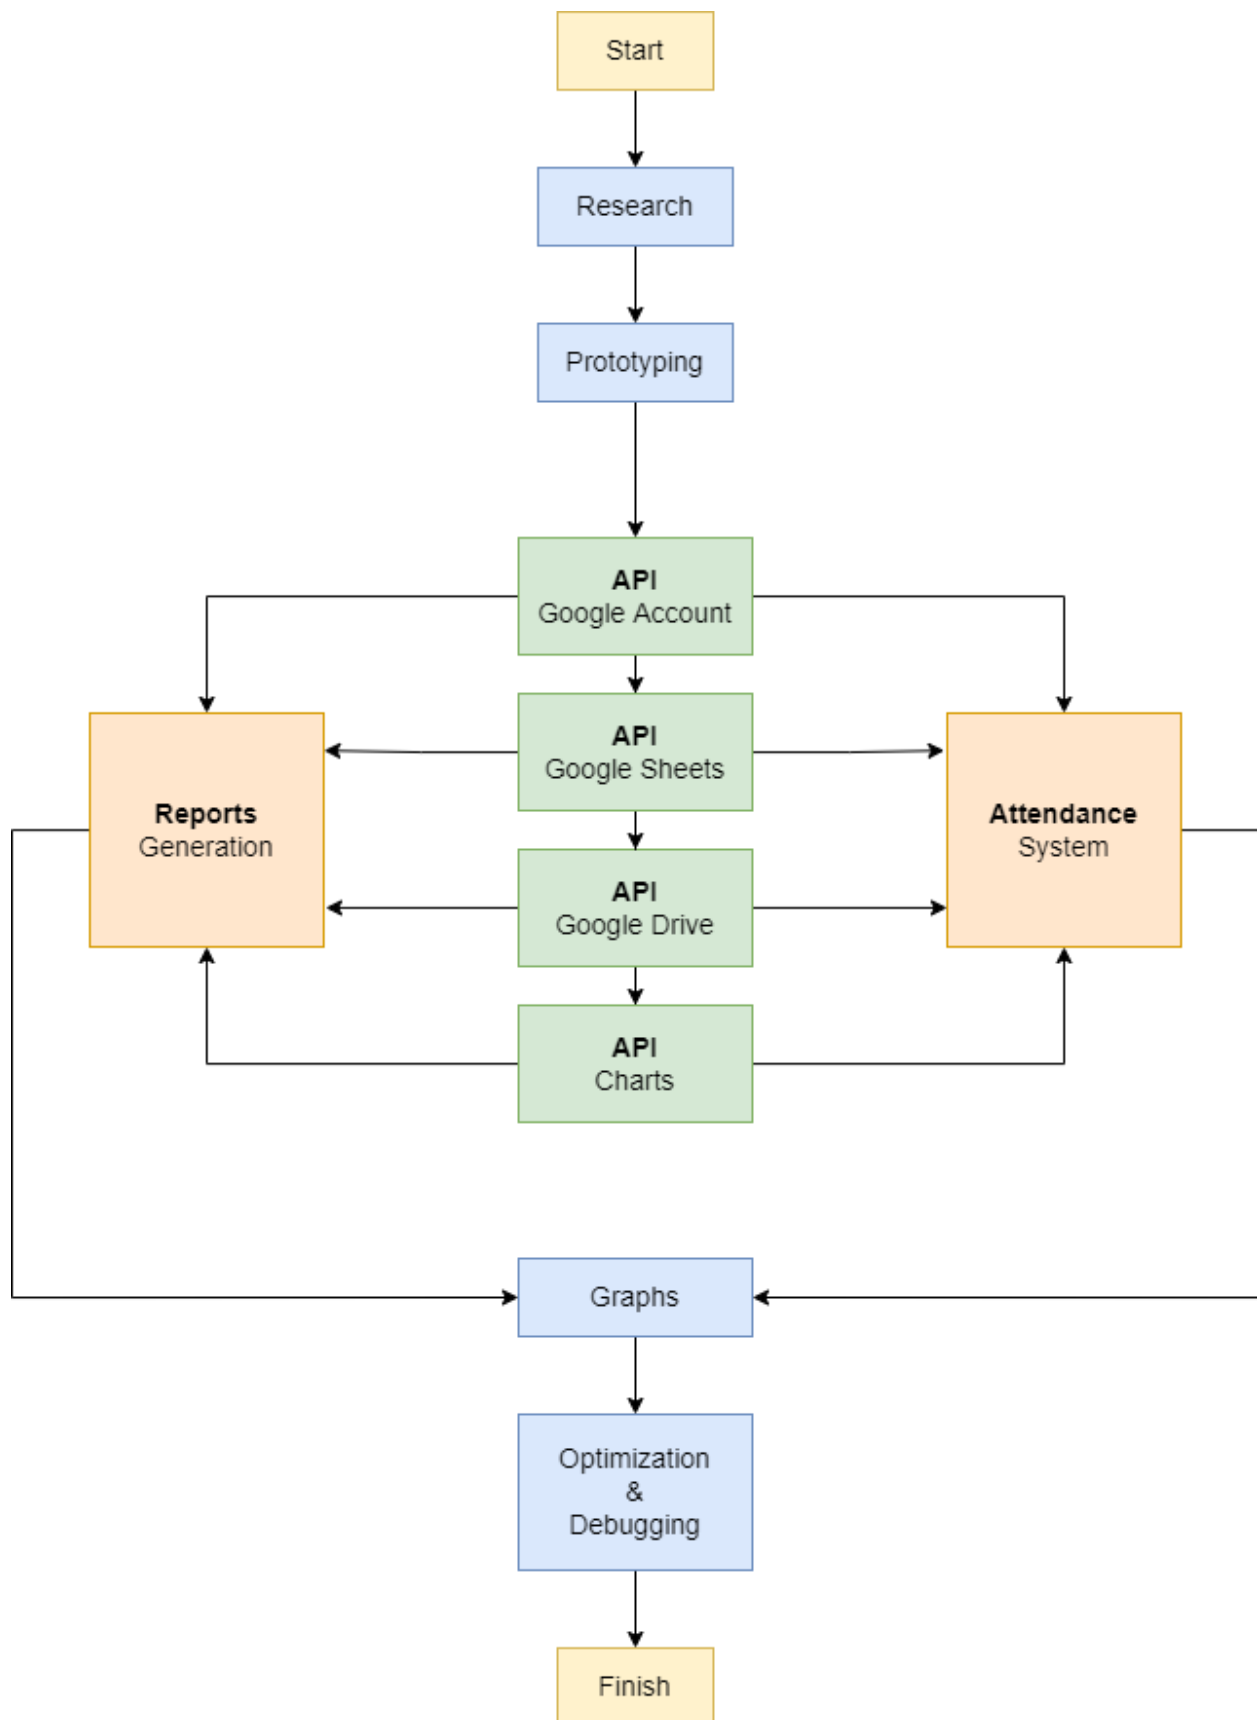 Start
Research
Prototyping
API
Google Account
API
Google Sheets
Reports
Generation
Attendance
System
API
Google Drive
API
Charts
Graphs
Optimization
&
Debugging
Finish